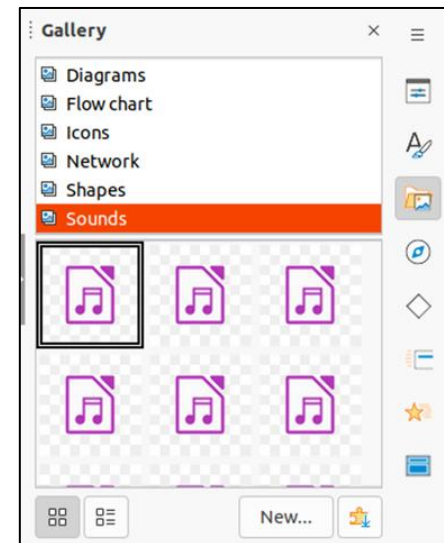 Gallery
Diagrams
Flow chart
Icons
Network
Shapes
Sounds
New...